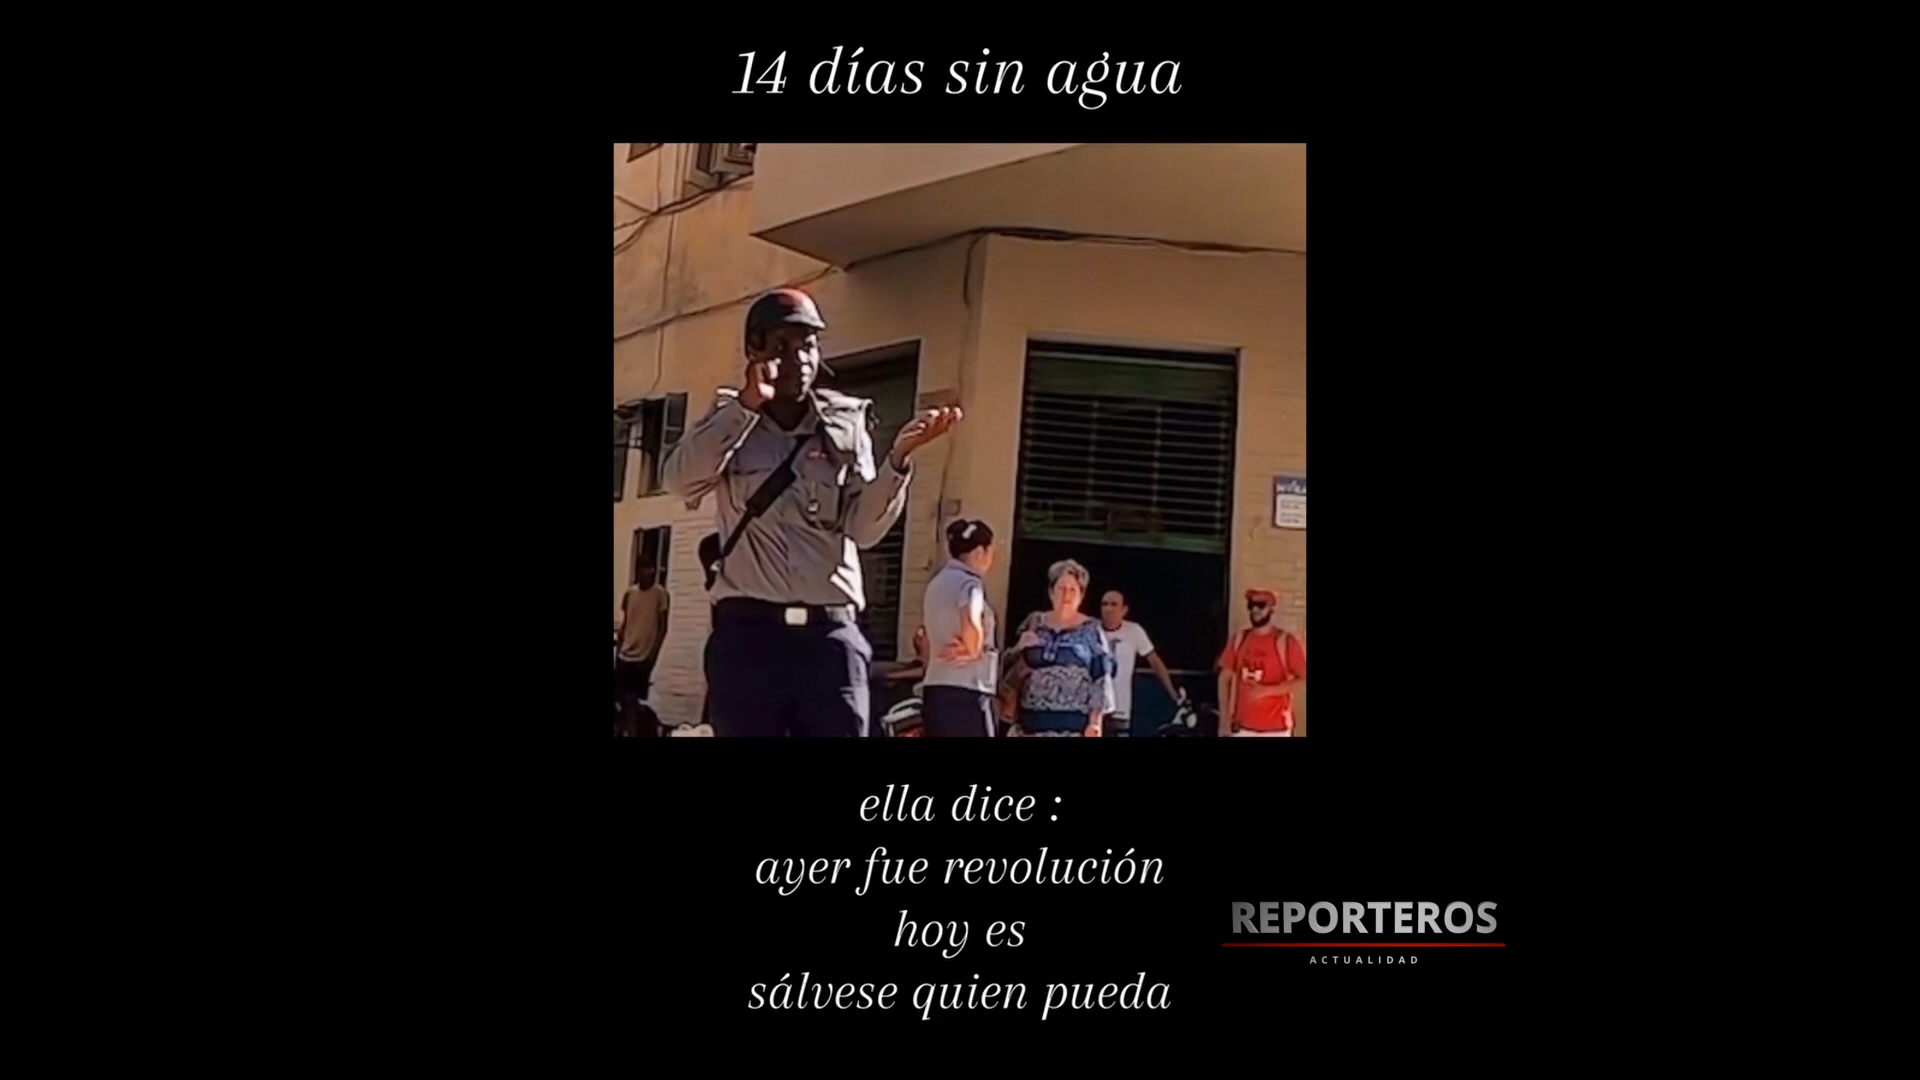 14 días sin agua
ella dice :
ayer fue revolución
hoy es
sálvese quien pueda
REPORTEROS
ACTUALIDAD